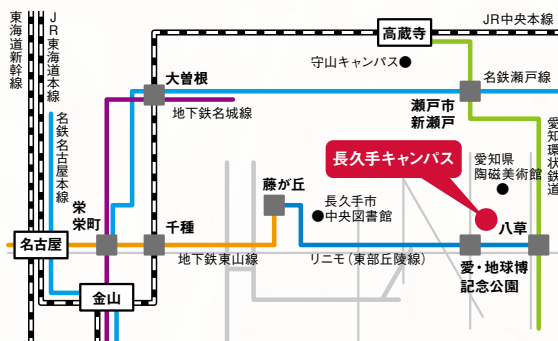 東海道新幹線
JR東海道本線
名鉄名古屋本線
高蔵寺
JR中央本線
守山キャンパス
大曽根
名鉄瀬戸線
地下鉄名城線
瀬戸市
新瀬戸
愛知環状鉄道
長久手キャンパス
愛知県
陶磁美術館
藤が丘
長久手市
中央図書館
栄
栄町
千種
八草
名古屋
地下鉄東山線
リニモ（東部丘陵線）
愛・地球博
記念公園
金山